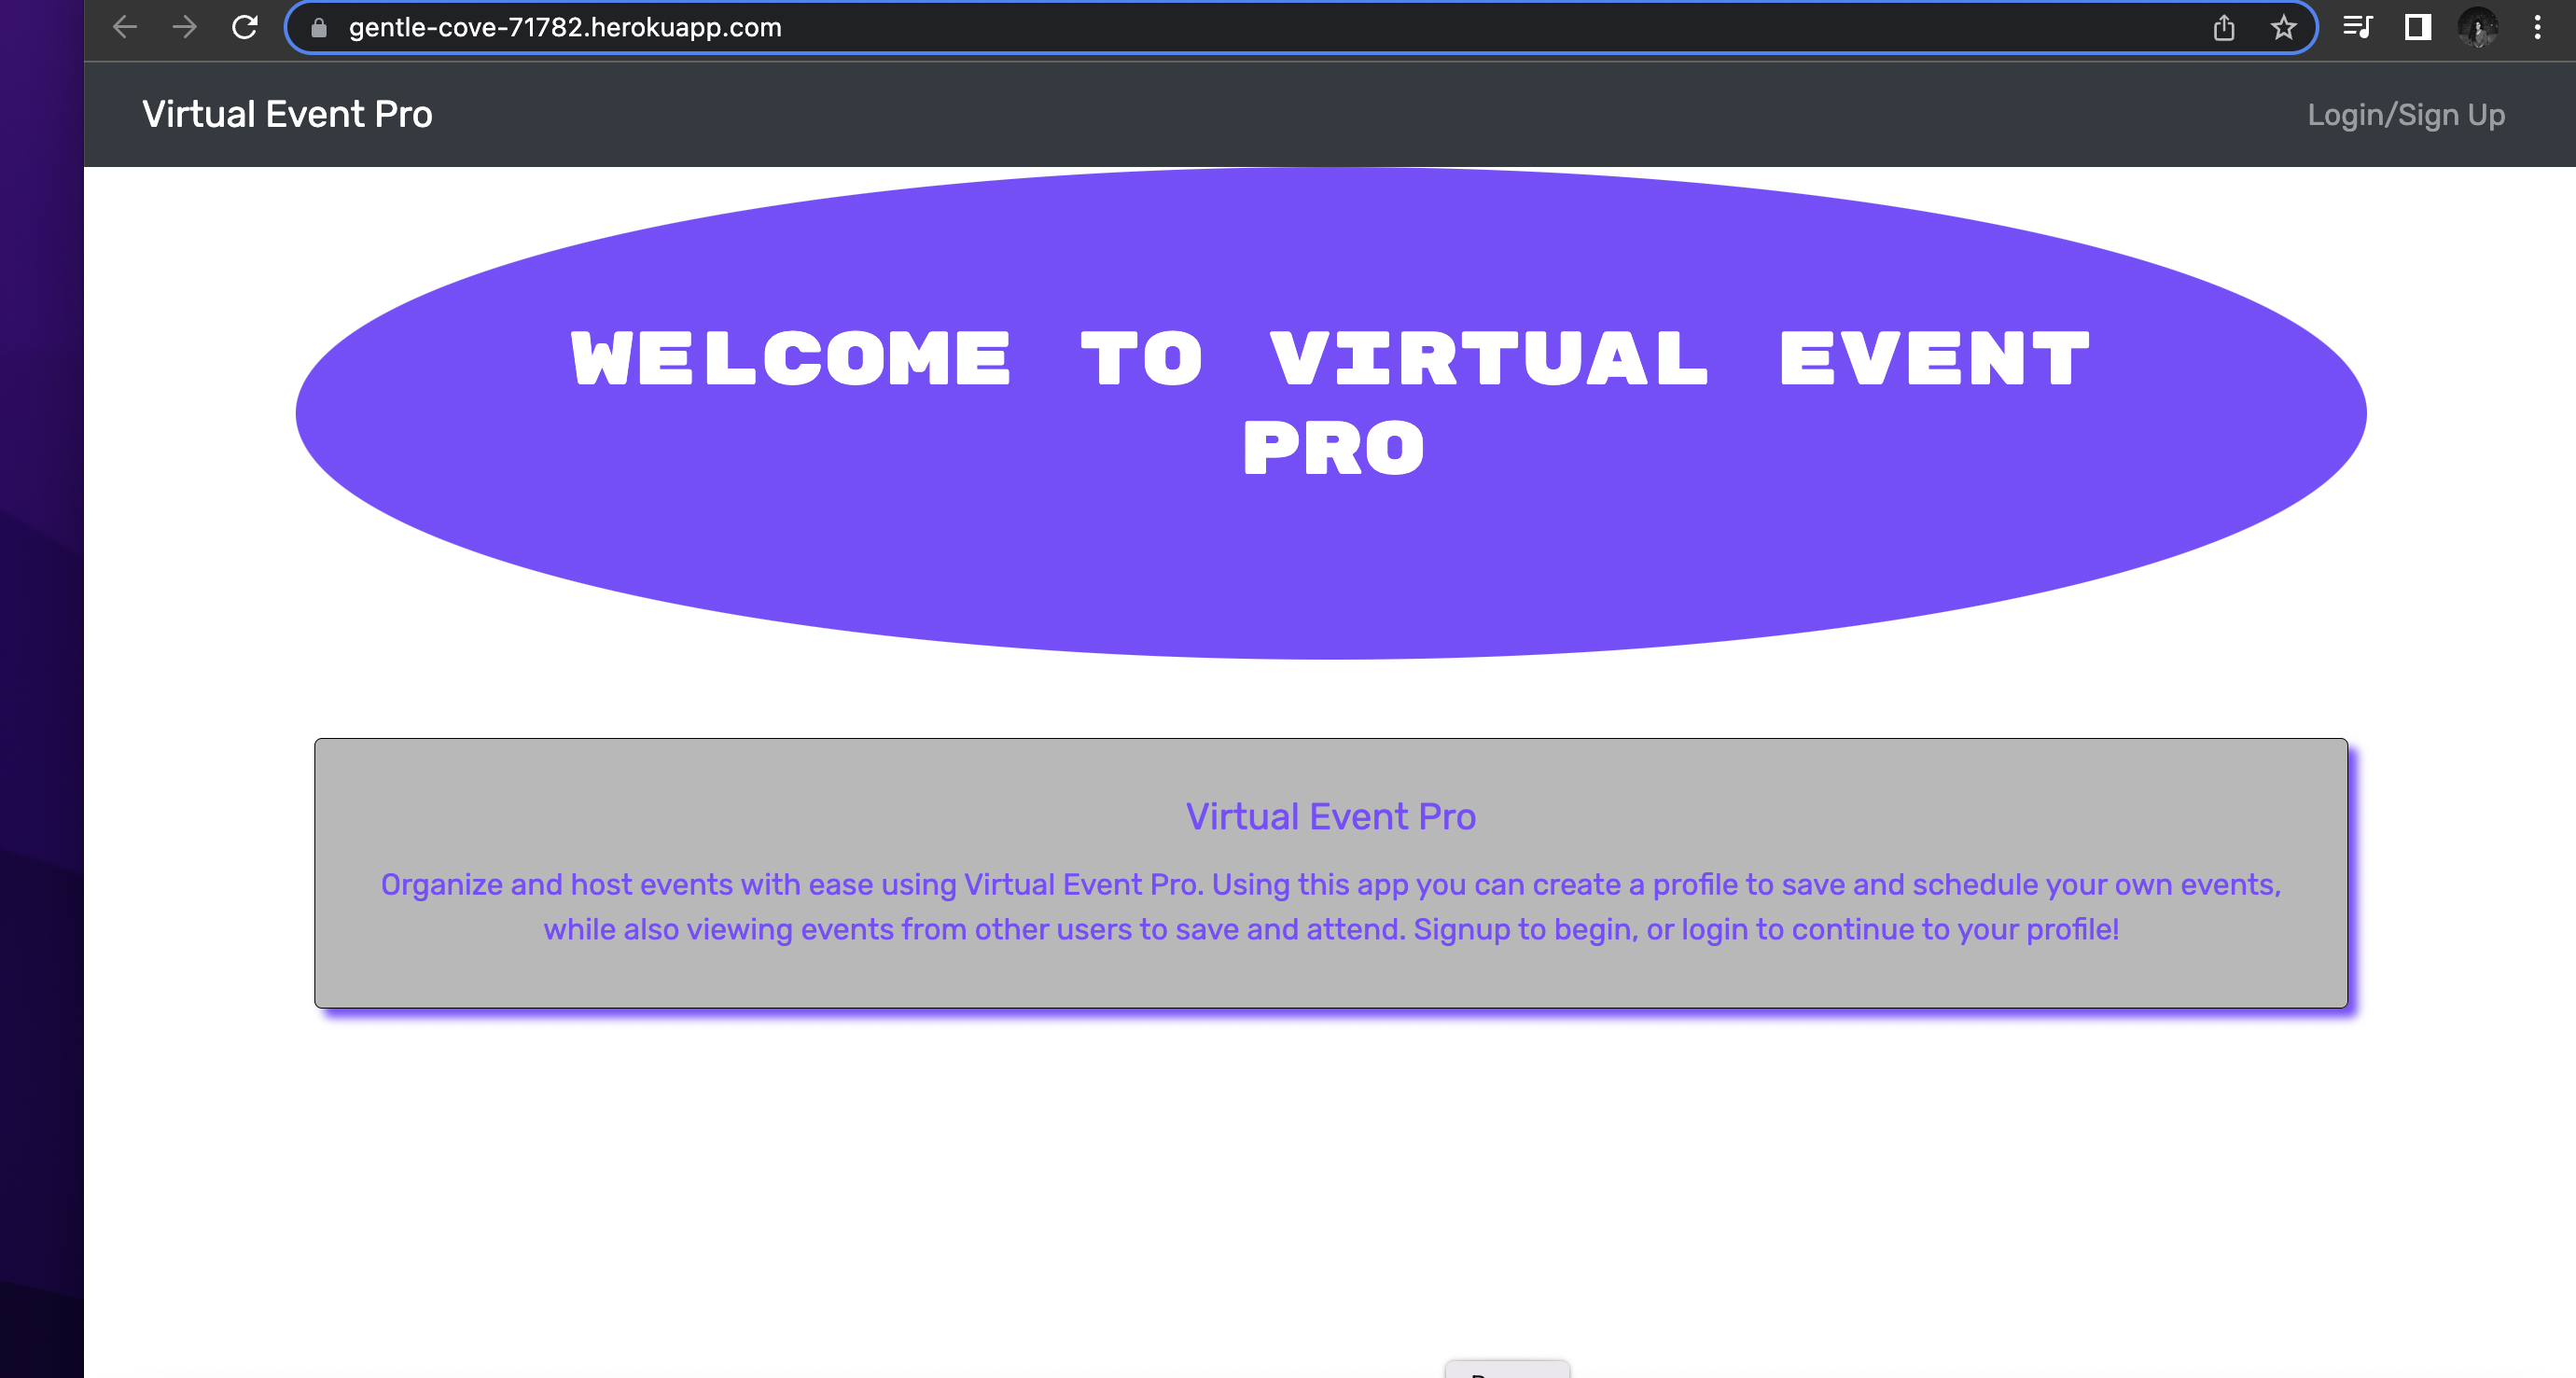 gentle-cove-71782.herokuapp.com
Virtual Event Pro
Login/Sign Up
WELCOME TO VIRTUAL EVENT
PRO
Virtual Event Pro
Organize and host events with ease using Virtual Event Pro. Using this app you can create a profile to save and schedule your own events,
while also viewing events from other users to save and attend. Signup to begin, or login to continue to your profile!